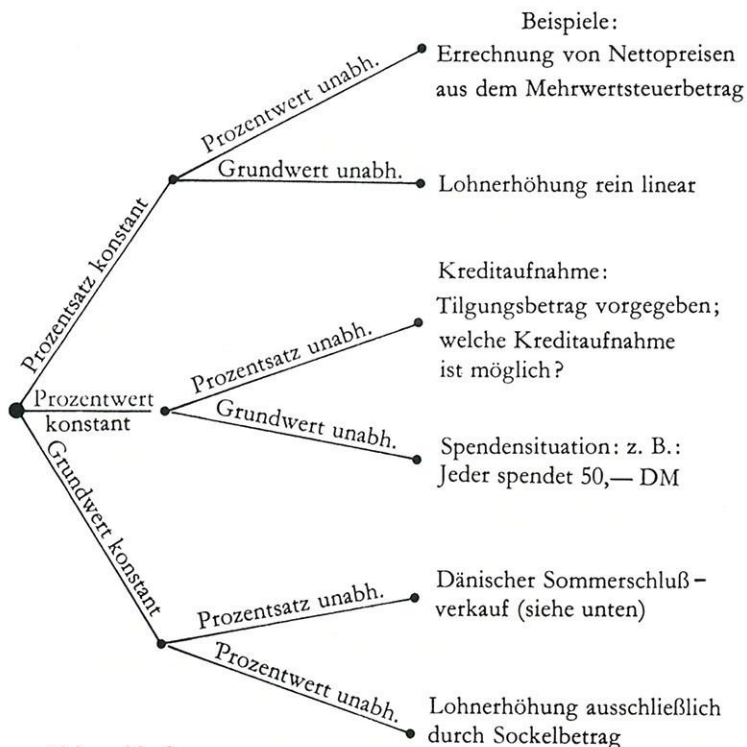 Beispiele:
Prozentwert unabh.
Errechnung von Nettopreisen
aus dem Mehrwertsteuerbetrag
Prozentsatz konstant
Grundwert unabh.
Lohnerhöhung rein linear
Kreditaufnahme:
Prozentsatz unabh.
Tilgungsbetrag vorgegeben;
welche Kreditaufnahme
ist möglich?
Prozentwert
konstant
Grundwert unabh.
Spendensituation: z. B.:
Jeder spendet 50,— DM
Grundwert konstant
Prozentsatz unabh.
Dänischer Sommerschluß–
verkauf (siehe unten)
Prozentwert unabh.
Lohnerhöhung ausschließlich
durch Sockelbetrag